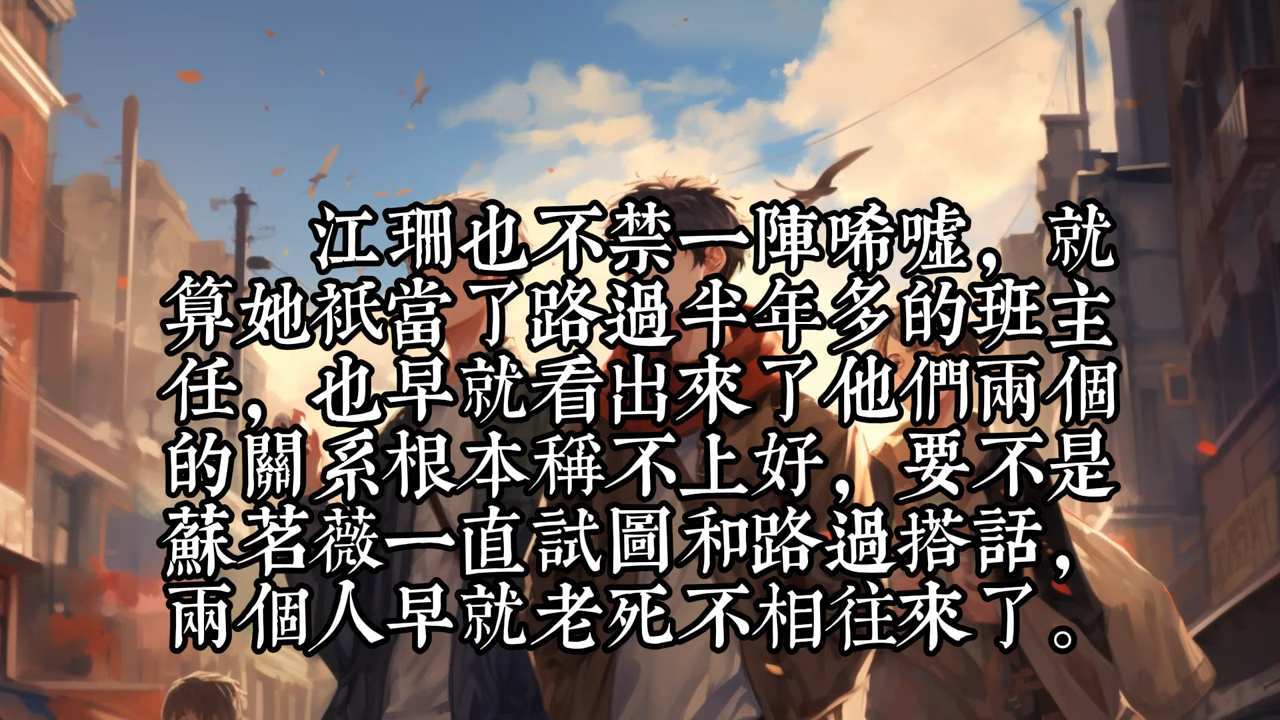 江珊也不禁一陣唏噓，就
算她祇當了路過半年多的班主
任，也早就看出來了他們兩個
的關系根本稱不上好，要不是
蘇茗薇一直試圖和路過搭話，
兩個人早就老死不相往來了。